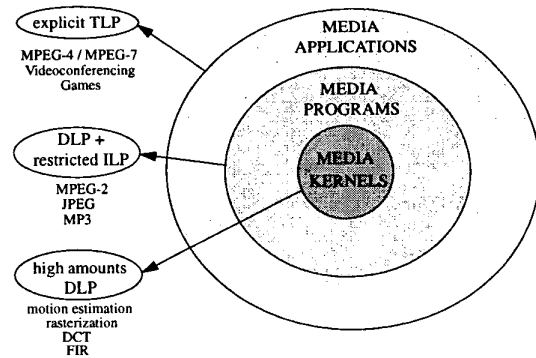 explicit TLP
MPEG-4 / MPEG-7
Videoconferencing
Games
DLP +
restricted ILP
MPEG-2
JPEG
MP3
high amounts
DLP
motion estimation
rasterization
DCT
FIR
MEDIA
APPLICATIONS
MEDIA
PROGRAMS
MEDIA
KERNELS